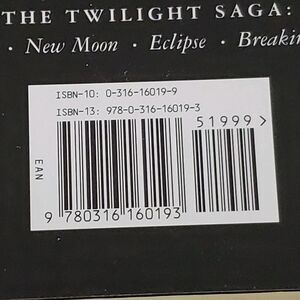 THE TWILIGHT SAGA:
· New Moon · Eclipse ·
ISBN-10: 0-316-16019-9
ISBN-13: 978-0-316-16019-3
51999 >
EAN
9 780316 160193